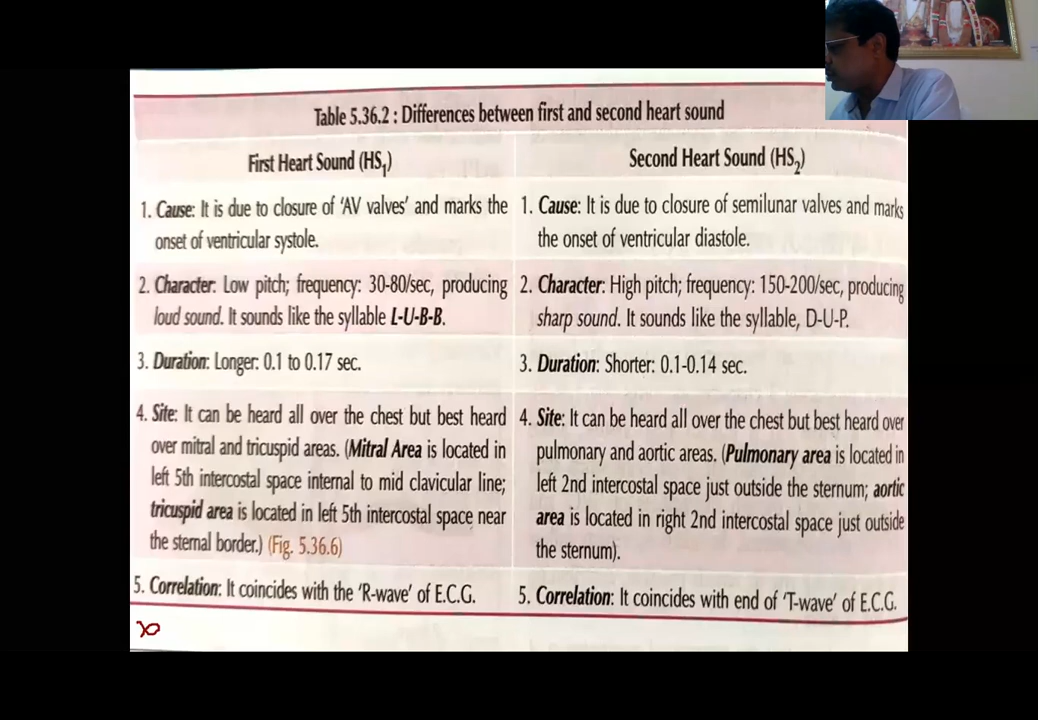 Table 5.36.2 : Differences between first and second heart sound
First Heart Sound (HS₁)
1. Cause: It is due to closure of 'AV valves' and marks the
onset of ventricular systole.
2. Character: Low pitch; frequency: 30-80/sec, producing
loud sound. It sounds like the syllable L-U-B-B.
3. Duration: Longer: 0.1 to 0.17 sec.
4. Site: It can be heard all over the chest but best heard
over mitral and tricuspid areas. (Mitral Area is located in
left 5th intercostal space internal to mid clavicular line;
tricuspid area is located in left 5th intercostal space near
the sternal border.) (Fig. 5.36.6)
5. Correlation: It coincides with the 'R-wave' of E.C.G.
Second Heart Sound (HS₂)
1. Cause: It is due to closure of semilunar valves and marks
the onset of ventricular diastole.
2. Character: High pitch; frequency: 150-200/sec, producing
sharp sound. It sounds like the syllable, D-U-P.
3. Duration: Shorter: 0.1-0.14 sec.
4. Site: It can be heard all over the chest but best heard over
pulmonary and aortic areas. (Pulmonary area is located in
left 2nd intercostal space just outside the sternum; aortic
area is located in right 2nd intercostal space just outside
the sternum).
5. Correlation: It coincides with end of 'T-wave' of E.C.G.